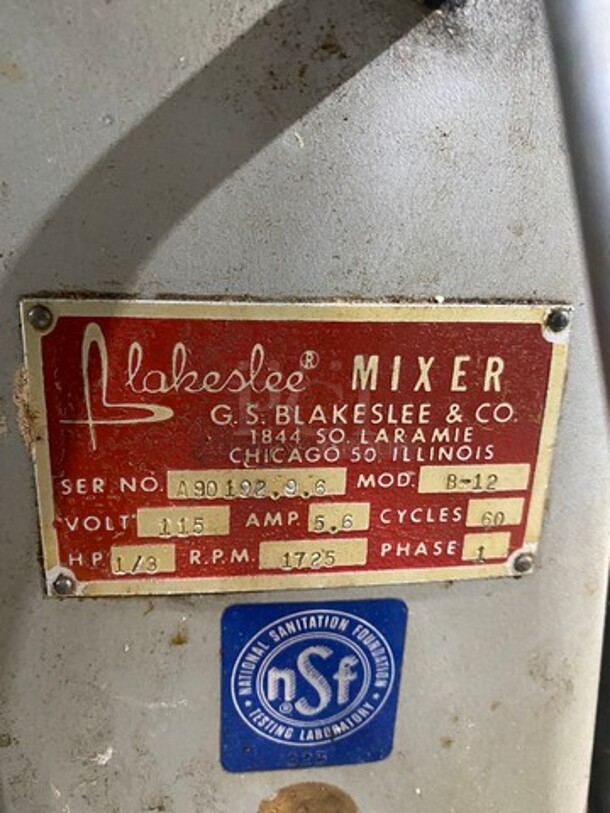 Blakeslee® MIXER
G. S. BLAKESLEE & CO.
1844 SO. LARAMIE
CHICAGO 50, ILLINOIS
SER NO. A90192.9.6 MOD. B-12
VOLT 115 AMP. 5.6 CYCLES 60
H.P. 1/3 R.P.M. 1725 PHASE 1
NATIONAL SANITATION FOUNDATION
nSf®
TESTING LABORATORY